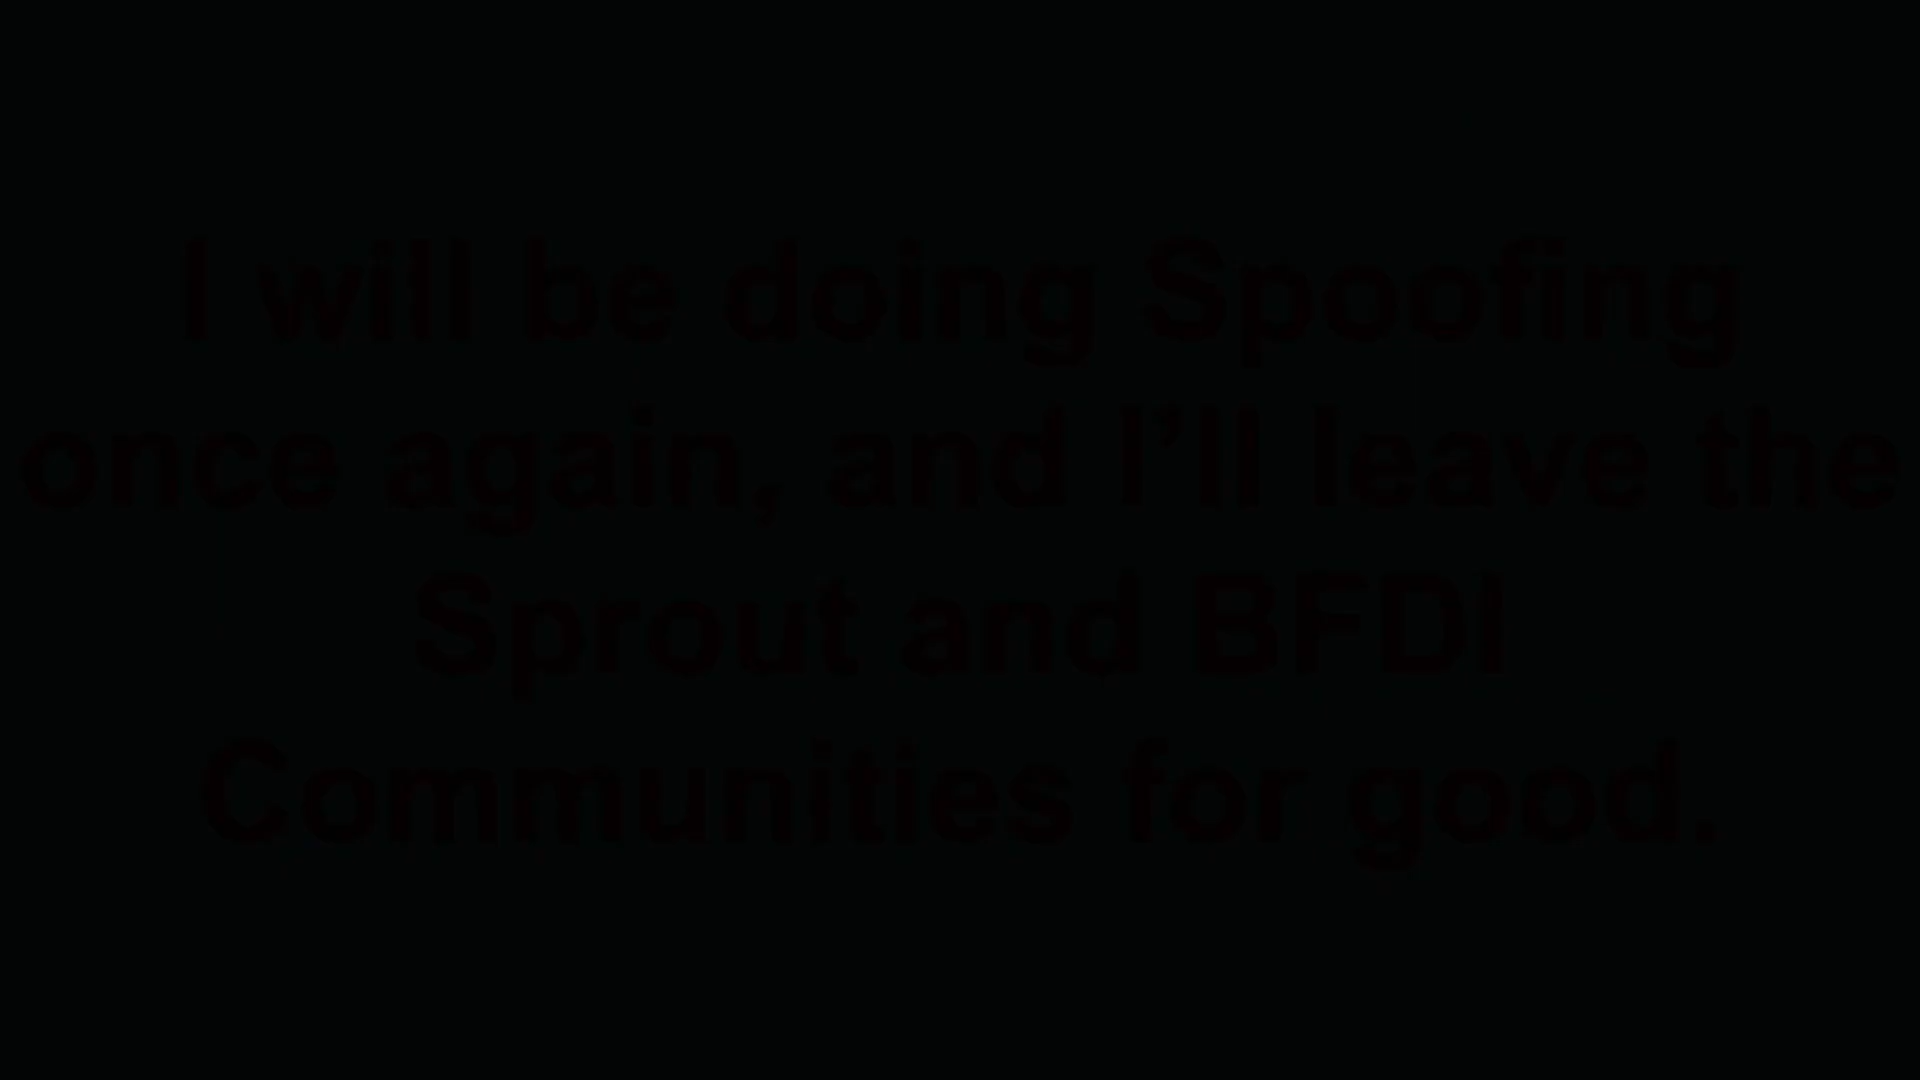 I will be doing Spoofing
once again, and I'll leave the
Sprout and BFDI
Communities for good.